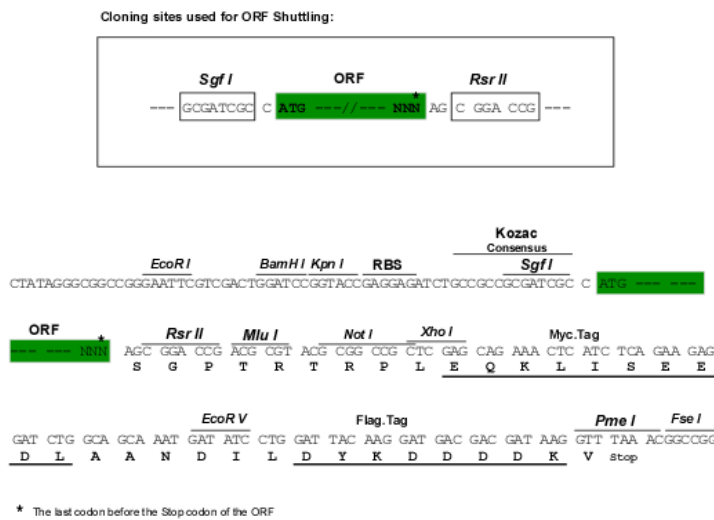 Cloning sites used for ORF Shuttling:
Sgf I ORF Rsr II
--- GCGATCGC C ATG ---//--- NNN* AG C GGA CCG ---
Kozac
Consensus
EcoR I BamH I Kpn I RBS Sgf I
CTATAGGGCGGCCGGGAATTCGTCGACTGGATCCGGTACCGAGGAGATCTGCCGCCGCGATCGC C ATG --- ---
ORF Rsr II Mlu I Not I Xho I Myc.Tag
--- --- NNN* AGC GGA CCG ACG CGT ACG CGG CCG CTC GAG CAG AAA CTC ATC TCA GAA GAG
S G P T R T R P L E Q K L I S E E
EcoR V Flag.Tag Pme I Fse I
GAT CTG GCA GCA AAT GAT ATC CTG GAT TAC AAG GAT GAC GAC GAT AAG GTT TAA ACGGCCGG
D L A A N D I L D Y K D D D D K V Stop
* The last codon before the Stop codon of the ORF